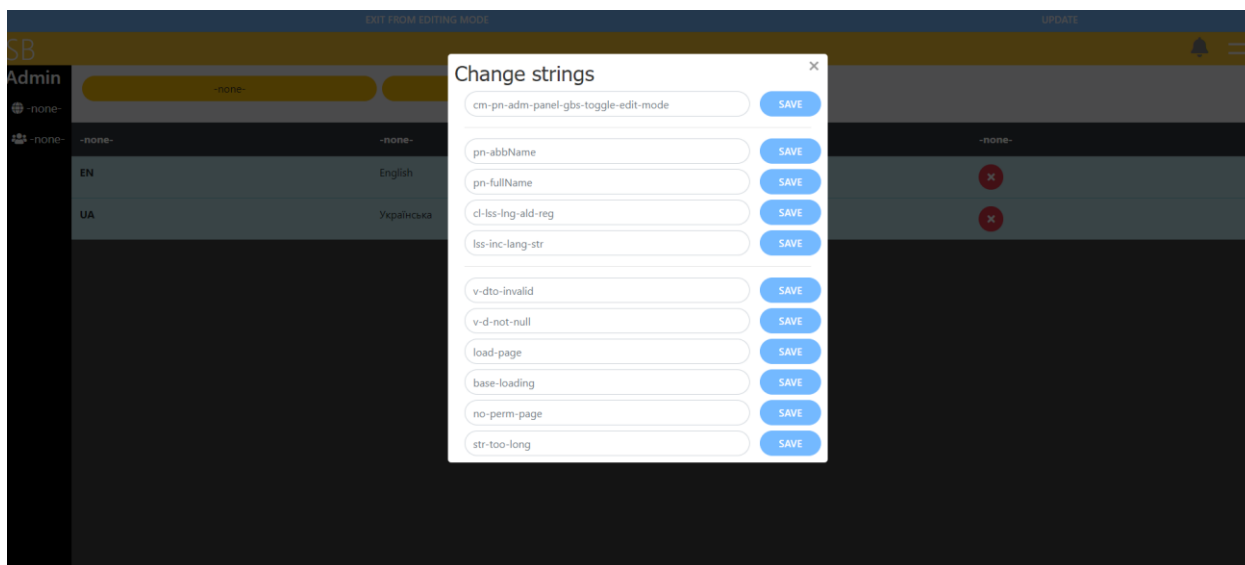 EXIT FROM EDITING MODE UPDATE
SB
Admin
-none-
-none-
-none-
-none- -none- -none-
EN English
UA Українська
Change strings ×
cm-pn-adm-panel-gbs-toggle-edit-mode SAVE
pn-abbName SAVE
pn-fullName SAVE
cl-lss-lng-ald-reg SAVE
lss-inc-lang-str SAVE
v-dto-invalid SAVE
v-d-not-null SAVE
load-page SAVE
base-loading SAVE
no-perm-page SAVE
str-too-long SAVE